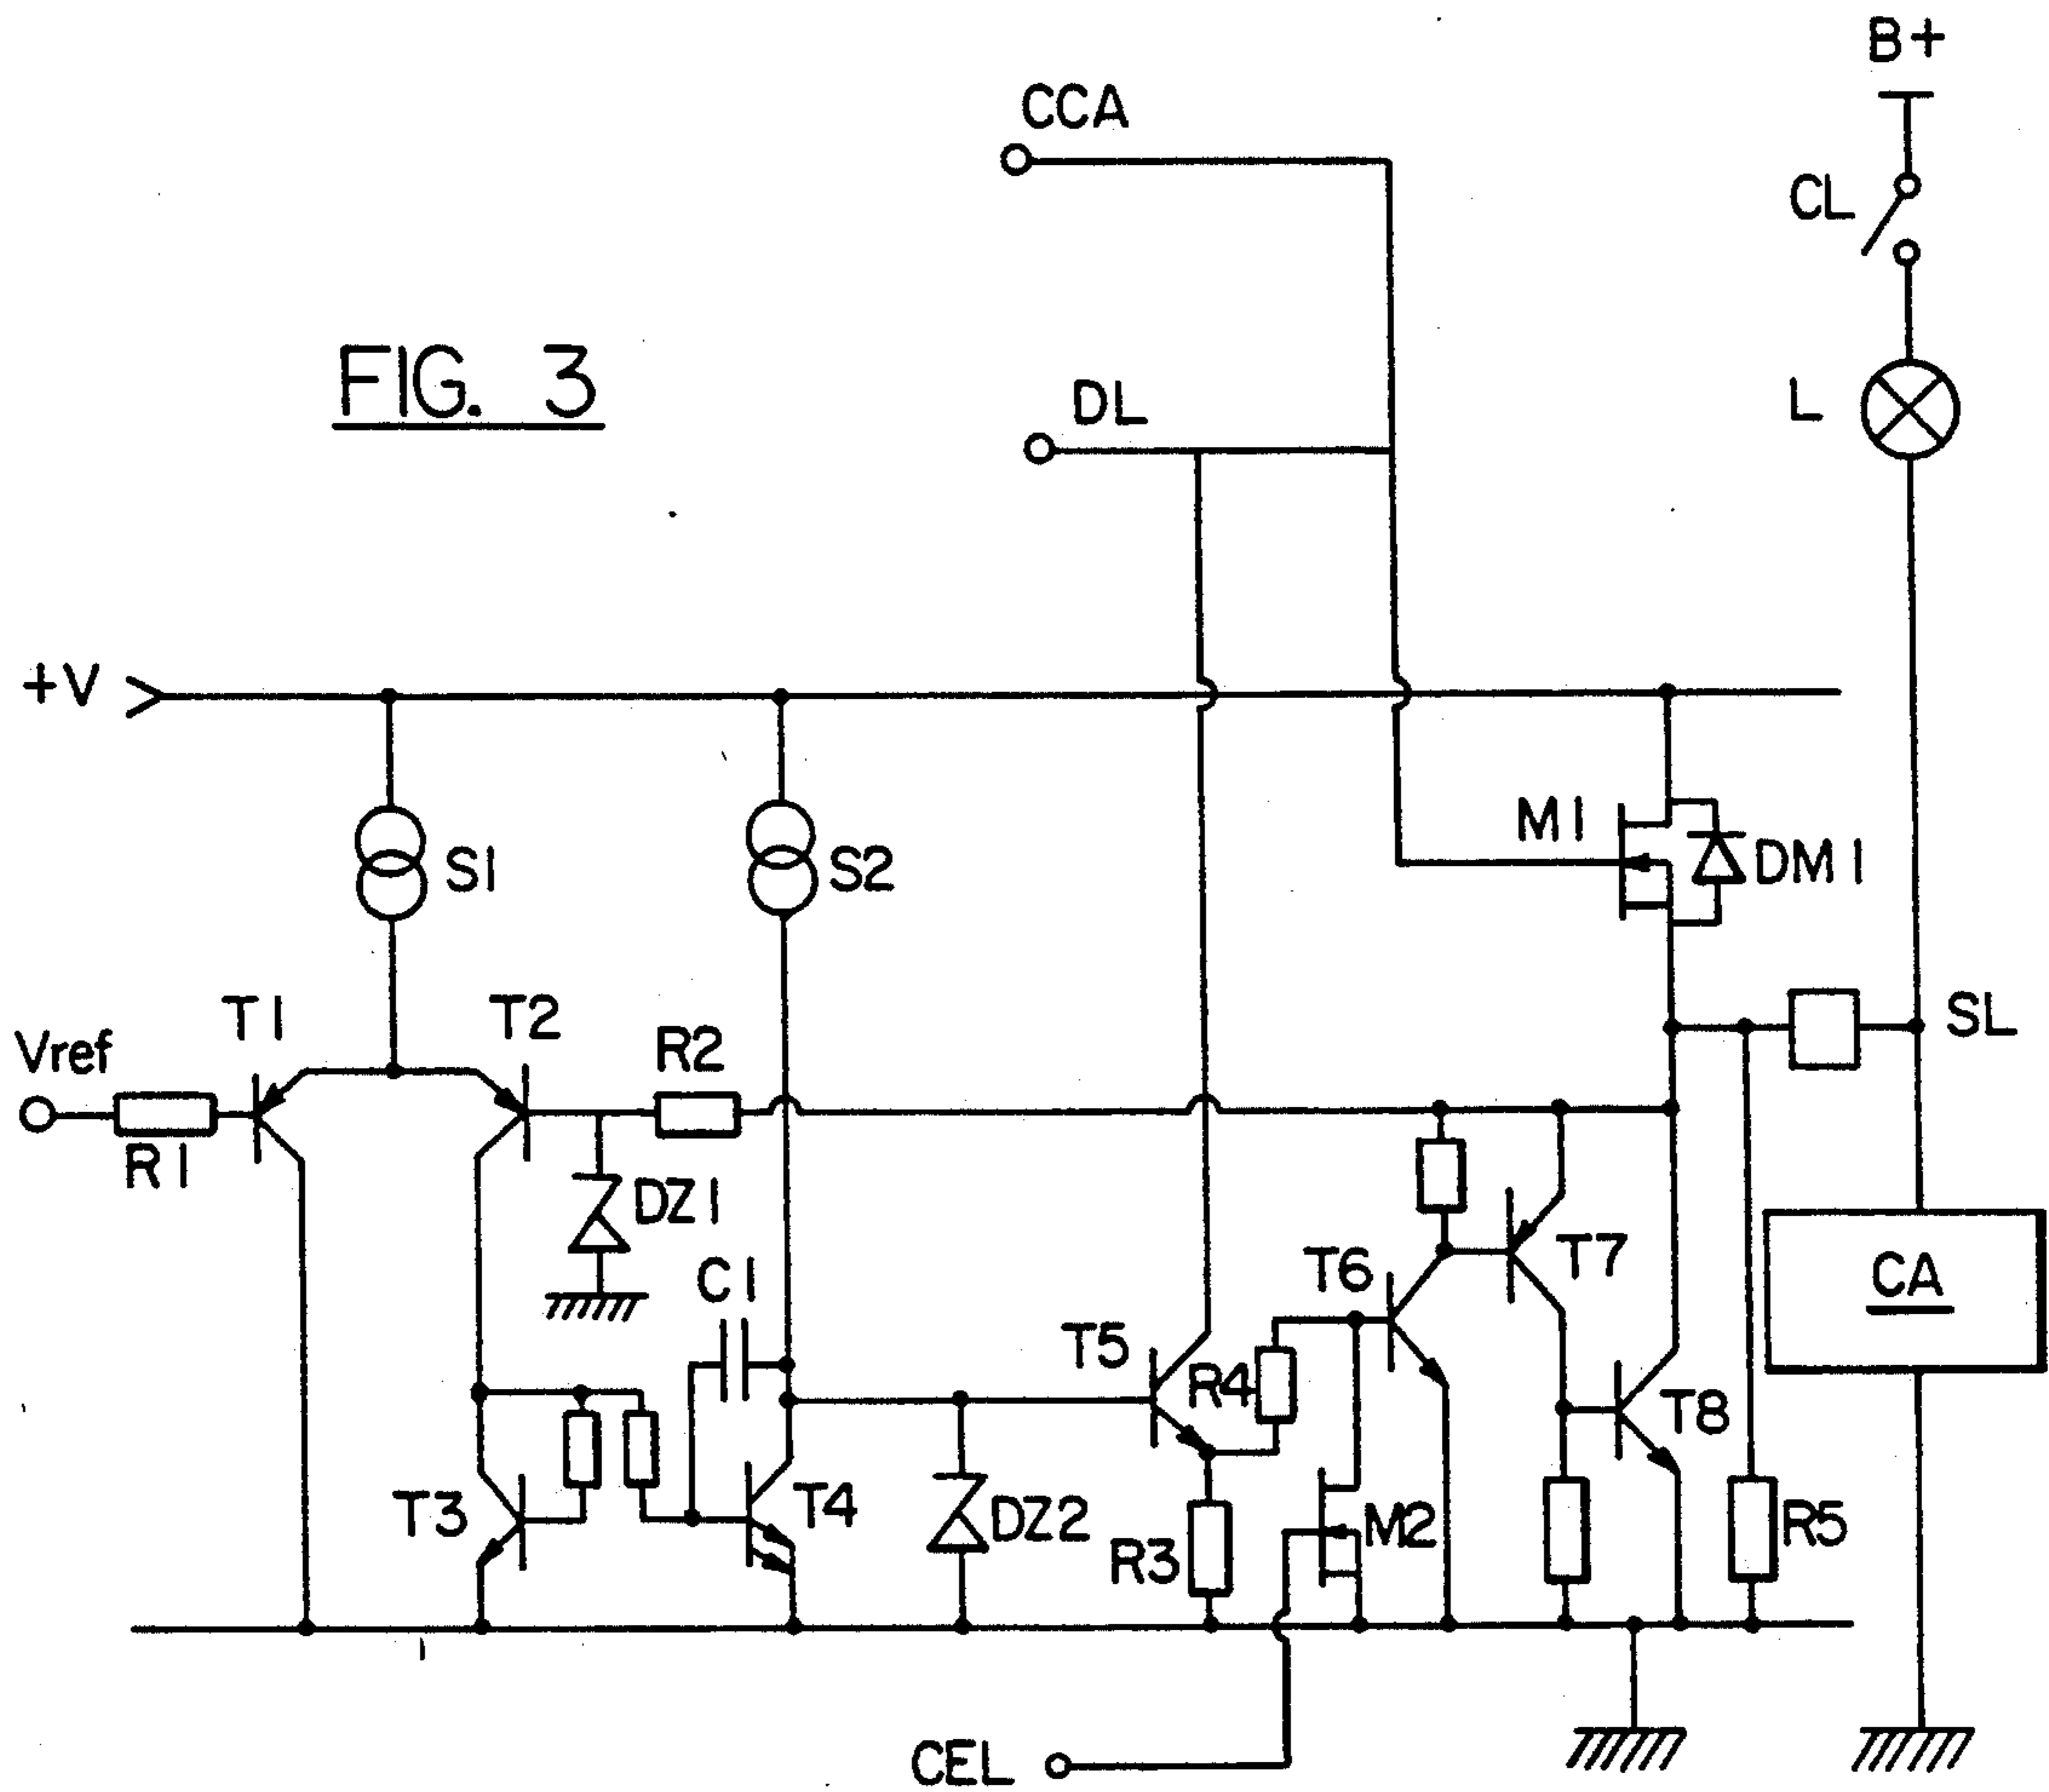 B+
CCA
CL
FIG. 3
DL
L
+V
M1
DM1
S1
S2
T1
T2
R2
SL
Vref
R1
DZ1
C1
T6
T7
CA
T5
R4
T8
T3
T4
DZ2
R3
M2
R5
CEL